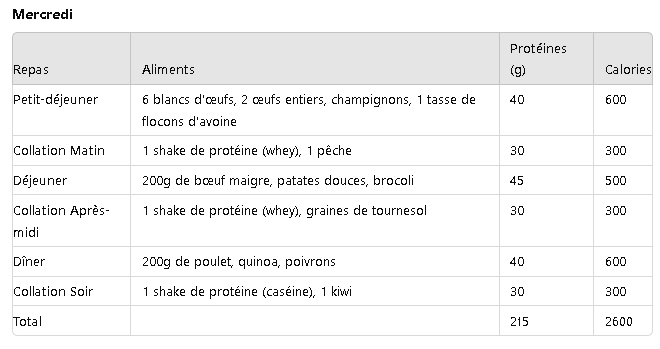 Mercredi
Repas Aliments Protéines (g) Calories
Petit-déjeuner 6 blancs d'œufs, 2 œufs entiers, champignons, 1 tasse de flocons d'avoine 40 600
Collation Matin 1 shake de protéine (whey), 1 pêche 30 300
Déjeuner 200g de bœuf maigre, patates douces, brocoli 45 500
Collation Après-midi 1 shake de protéine (whey), graines de tournesol 30 300
Dîner 200g de poulet, quinoa, poivrons 40 600
Collation Soir 1 shake de protéine (caséine), 1 kiwi 30 300
Total 215 2600